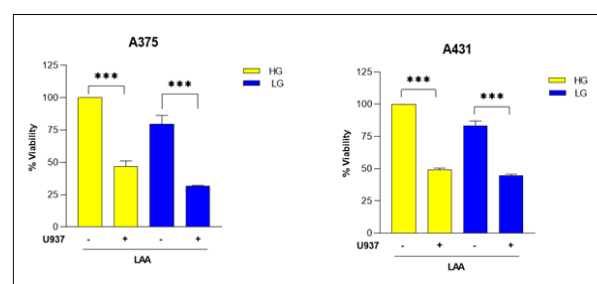 A375
125
100
75
50
25
0
% Viability
*** ***
HG
LG
U937 - + - +
LAA
A431
125
100
75
50
25
0
% Viability
*** ***
HG
LG
U937 - + - +
LAA